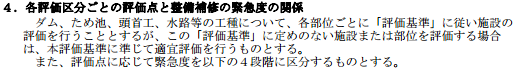 ４．各評価区分ごとの評価点と整備補修の緊急度の関係
ダム、ため池、頭首工、水路等の工種について、各部位ごとに「評価基準」に従い施設の
評価を行うこととするが、この「評価基準」に定めのない施設または部位を評価する場合
は、本評価基準に準じて適宜評価を行うものとする。
また、評価点に応じて緊急度を以下の４段階に区分するものとする。